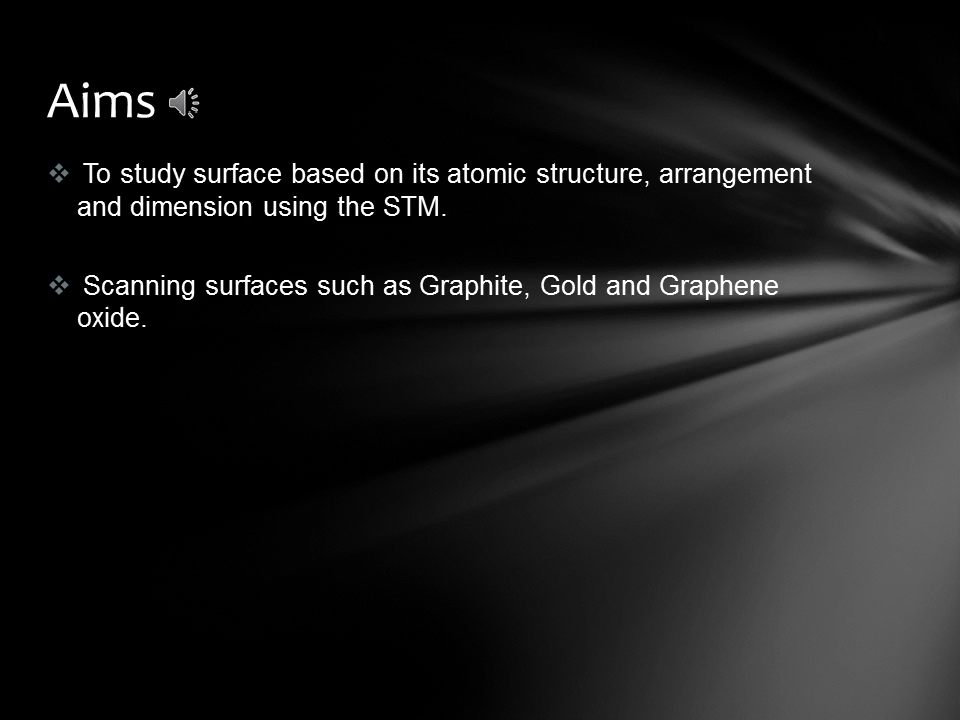 Aims
❖ To study surface based on its atomic structure, arrangement
and dimension using the STM.
❖ Scanning surfaces such as Graphite, Gold and Graphene
oxide.